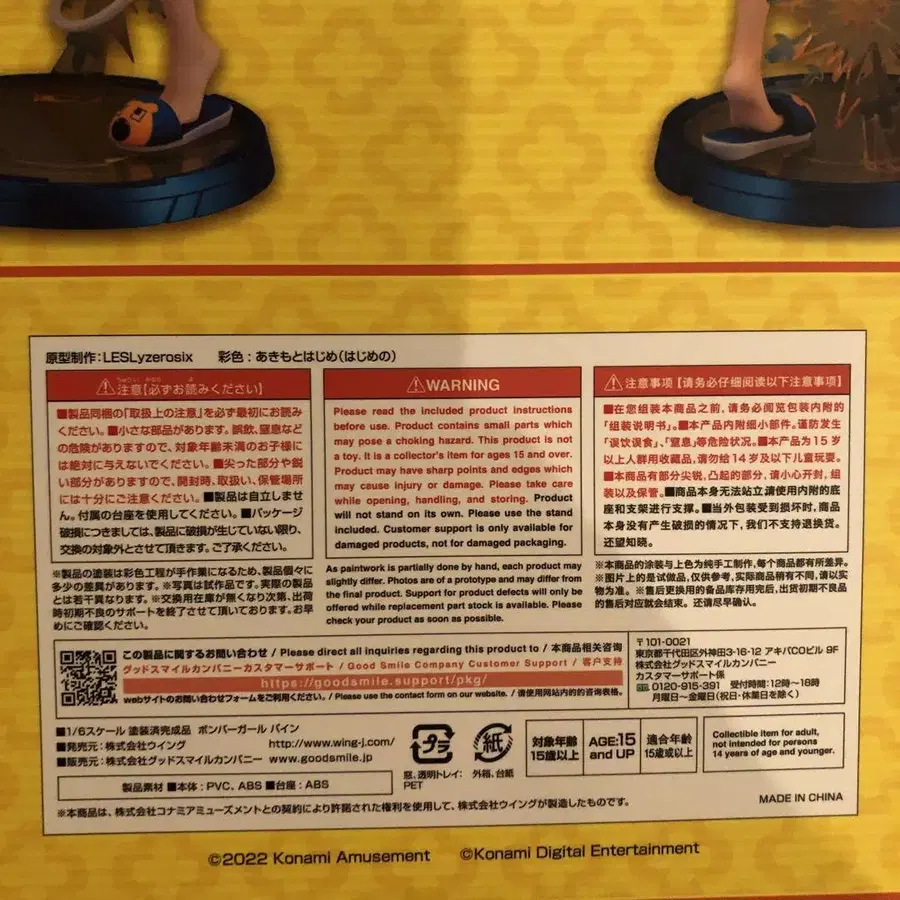 原型制作：LESLyzerosix　彩色：あきもとはじめ(はじめの)
⚠注意【必ずお読みください】
■製品同梱の「取扱上の注意」を必ず最初にお読み
ください。■小さな部品があります。誤飲、窒息など
の危険がありますので、対象年齢未満のお子様に
は絶対に与えないでください。■尖った部分や鋭
い部分がありますので、開封時、取扱い、保管場所
には十分にご注意ください。■製品は自立しませ
ん。付属の台座を使用してください。■パッケージ
破損につきましては、製品に破損が生じていない限り、
交換の対象外とさせて頂きます。ご了承ください。
※製品の塗装は彩色工程が手作業になるため、製品個々に
多少の差異があります。※写真は試作品です。実際の製品
とは若干異なります。※交換用在庫が無くなり次第、出荷
時初期不良のサポートを終了させて頂いております。お早
めにご確認ください。
⚠WARNING
Please read the included product instructions
before use. Product contains small parts which
may pose a choking hazard. This product is not
a toy. It is a collector's item for ages 15 and over.
Product may have sharp points and edges which
may cause injury or damage. Please take care
while opening, handling, and storing. Product
will not stand on its own. Please use the stand
included. Customer support is only available for
damaged products, not for damaged packaging.
As paintwork is partially done by hand, each product may
slightly differ. Photos are of a prototype and may differ from
the final product. Support for product defects will only be
offered while replacement part stock is available. Please
check your product as soon as possible.
⚠注意事项【请务必仔细阅读以下注意事项】
■在您组装本商品之前，请务必阅览包装内附的
「组装说明书」。■本产品内附细小部件。谨防发生
「误饮误食」、「窒息」等危险状况。■本产品为 15 岁
以上人群用收藏品，请勿给 14 岁及以下儿童玩耍。
■本商品有部分尖锐、凸起的部分，请小心开封，组
装以及保管。■商品本身无法站立请使用内附的底
座和支架进行支撑。■当外包装受到损坏时，商品
本身没有产生破损的情况下，我们不支持退换货。
还望知晓。
※本商品的涂装与上色为纯手工制作，每个商品都有所差异。
※图片上的是试做品，仅供参考，实际商品稍有不同，请以实
物为准。※售后更换用的备品库存用完后，出货初期不良品
的售后对应就会结束。还请尽早确认。
この製品に関するお問い合わせ / Please direct all inquiries regarding this product to / 本商品相关咨询
グッドスマイルカンパニーカスタマーサポート / Good Smile Company Customer Support / 客户支持
https://goodsmile.support/pkg/
webサイトのお問い合わせフォームをご利用ください。/ Please use the contact form on our website. / 请使用网站内的的咨询表格。
〒101-0021
東京都千代田区外神田3-16-12 アキバCOビル 9F
株式会社グッドスマイルカンパニー
カスタマーサポート係
0120-915-391 受付時間：12時〜18時
月曜日〜金曜日(祝日・休業日を除く)
■1/6スケール 塗装済完成品 ボンバーガール パイン
■発売元：株式会社ウイング http://www.wing-j.com/
■販売元：株式会社グッドスマイルカンパニー www.goodsmile.jp
製品素材 ■本体：PVC、ABS ■台座：ABS
プラ
窓、透明トレイ：
PET
紙
外箱、台紙
対象年齢
15歳以上
AGE:15
and UP
适合年龄
15岁或以上
Collectible item for adult,
not intended for persons
14 years of age and younger.
※本商品は、株式会社コナミアミューズメントとの契約により許諾された権利を使用して、株式会社ウイングが製造したものです。
MADE IN CHINA
©2022 Konami Amusement ©Konami Digital Entertainment